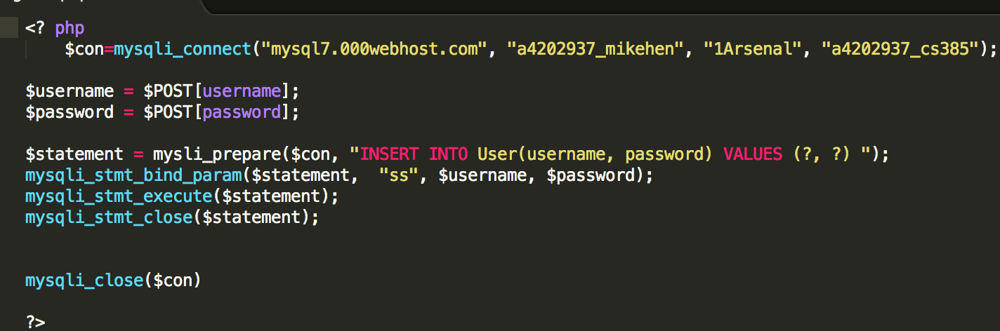 <? php
$con=mysqli_connect("mysql7.000webhost.com", "a4202937_mikehen", "1Arsenal", "a4202937_cs385");
$username = $POST[username];
$password = $POST[password];
$statement = mysli_prepare($con, "INSERT INTO User(username, password) VALUES (?, ?) ");
mysqli_stmt_bind_param($statement,  "ss", $username, $password);
mysqli_stmt_execute($statement);
mysqli_stmt_close($statement);
mysqli_close($con)
?>